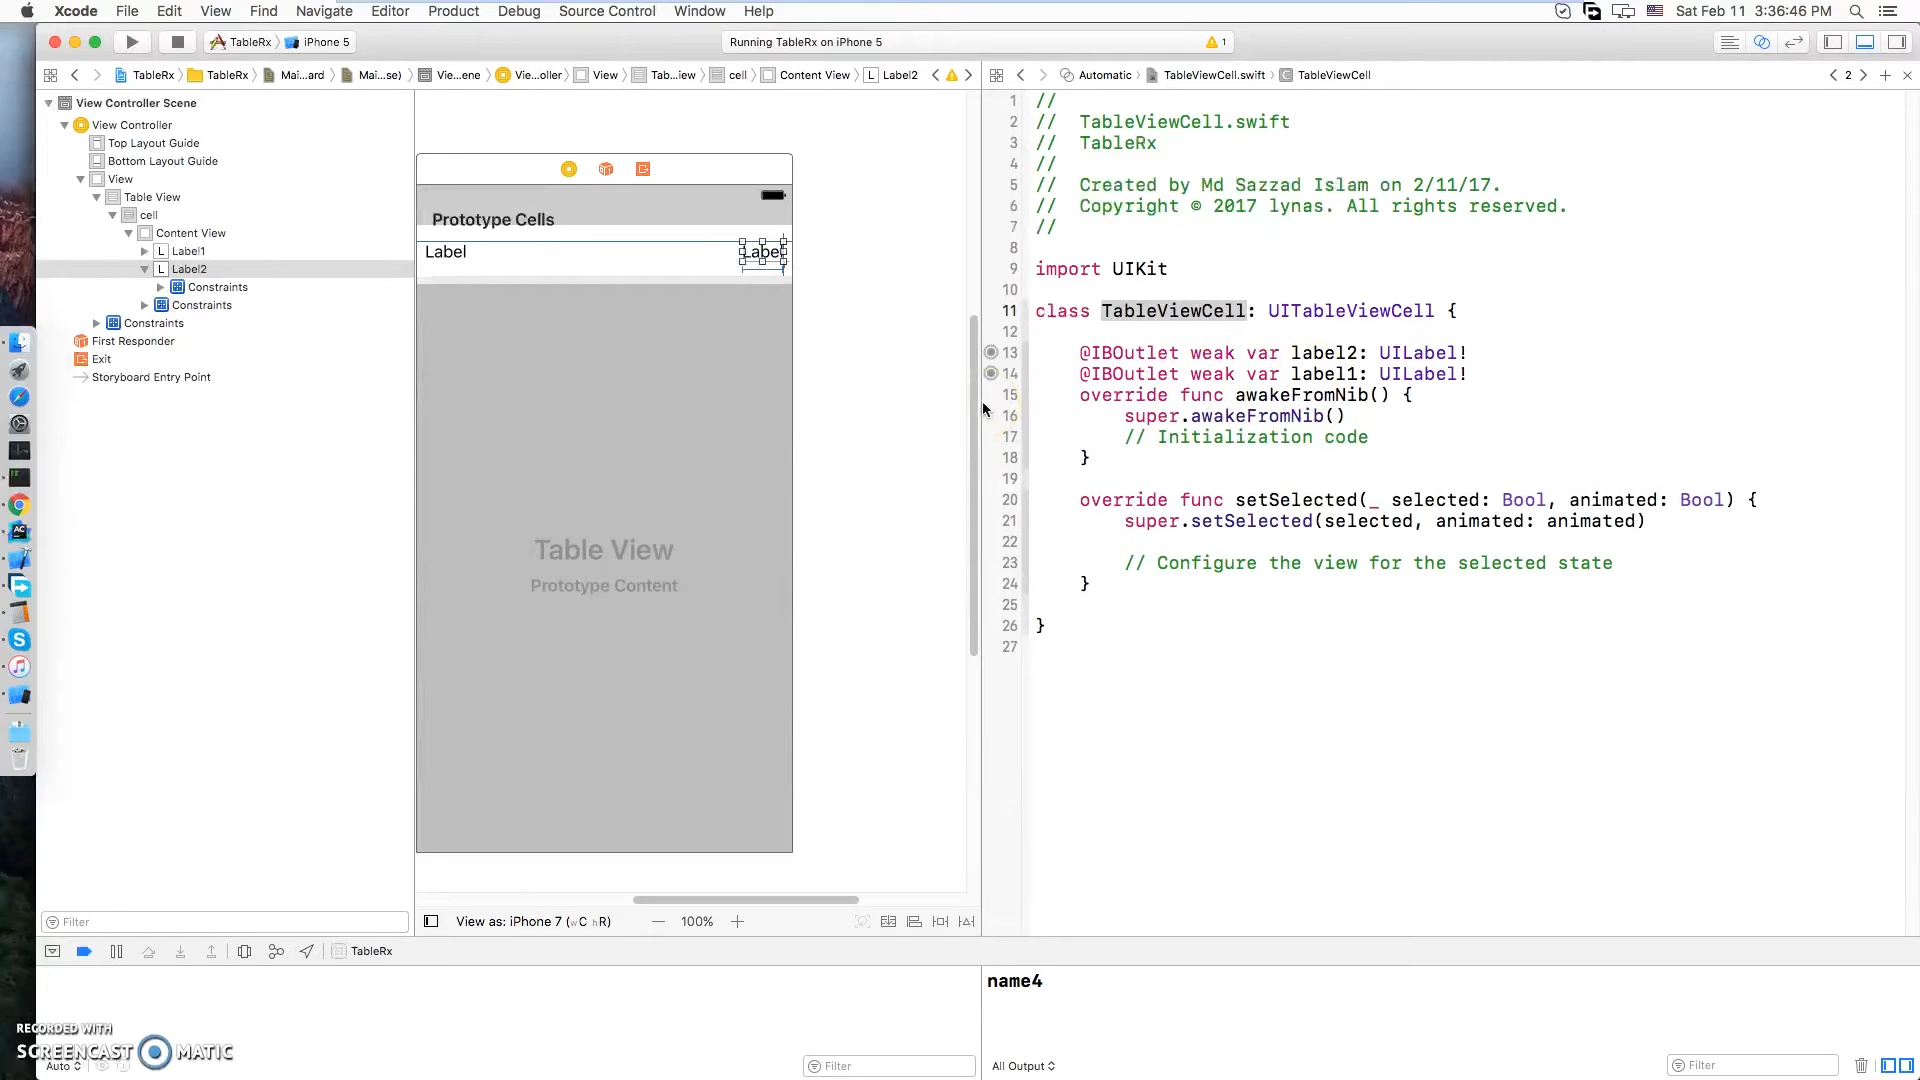 Xcode File Edit View Find Navigate Editor Product Debug Source Control Window Help
Sat Feb 11 3:36:46 PM
TableRx iPhone 5
Running TableRx on iPhone 5
1
TableRx TableRx Mai...ard Mai...se) Vie...ene Vie...oller View Tab...iew cell Content View Label2
Automatic TableViewCell.swift TableViewCell
2
View Controller Scene
View Controller
Top Layout Guide
Bottom Layout Guide
View
Table View
cell
Content View
Label1
Label2
Constraints
Constraints
Constraints
First Responder
Exit
Storyboard Entry Point
Filter
Prototype Cells
Label Label
Table View
Prototype Content
View as: iPhone 7 (wC hR)
100%
1 //
2 // TableViewCell.swift
3 // TableRx
4 //
5 // Created by Md Sazzad Islam on 2/11/17.
6 // Copyright © 2017 lynas. All rights reserved.
7 //
8
9 import UIKit
10
11 class TableViewCell: UITableViewCell {
12
13 @IBOutlet weak var label2: UILabel!
14 @IBOutlet weak var label1: UILabel!
15 override func awakeFromNib() {
16 super.awakeFromNib()
17 // Initialization code
18 }
19
20 override func setSelected(_ selected: Bool, animated: Bool) {
21 super.setSelected(selected, animated: animated)
22
23 // Configure the view for the selected state
24 }
25
26 }
27
TableRx
name4
RECORDED WITH
SCREENCAST MATIC
Auto
Filter
All Output
Filter